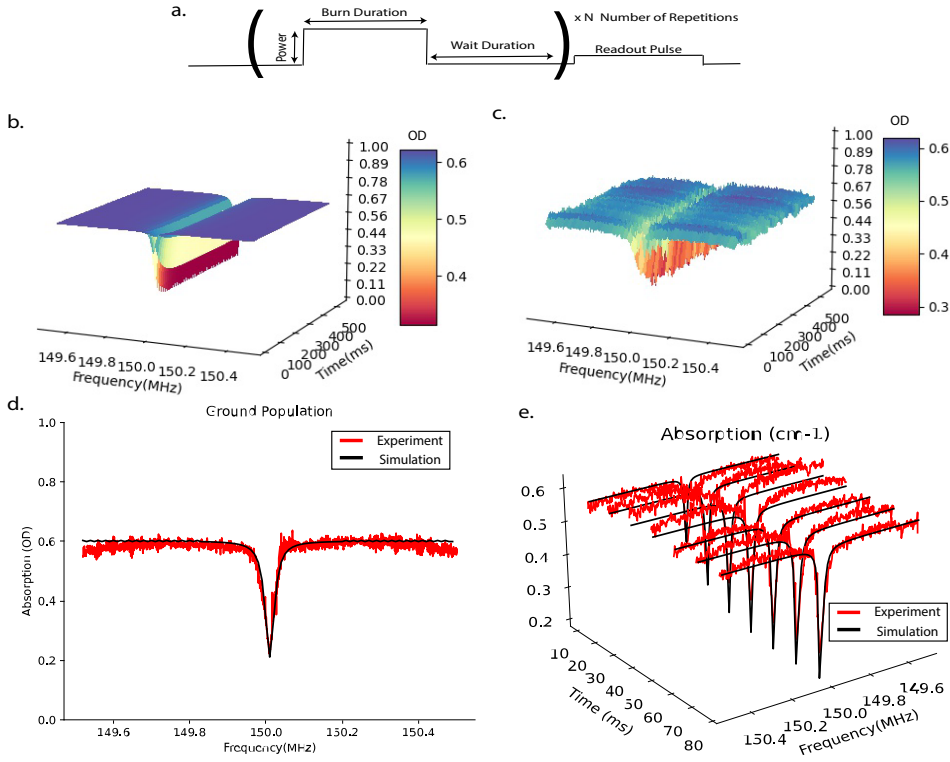 a.
Burn Duration
x N Number of Repetitions
Power
Wait Duration
Readout Pulse
b.
OD
1.00
0.89
0.78
0.67
0.56
0.44
0.33
0.22
0.11
0.00
0.6
0.5
0.4
149.6 149.8 150.0 150.2 150.4
Frequency(MHz)
0 100 200 300 400 500
Time(ms)
c.
OD
1.00
0.89
0.78
0.67
0.56
0.44
0.33
0.22
0.11
0.00
0.6
0.5
0.4
0.3
149.6 149.8 150.0 150.2 150.4
Frequency(MHz)
0 100 200 300 400 500
Time(ms)
d.
Ground Population
Experiment
Simulation
1.0
0.8
0.6
0.4
0.2
0.0
Absorption (OD)
149.6 149.8 150.0 150.2 150.4
Frequency(MHz)
e.
Absorption (cm-1)
0.6
0.5
0.4
0.3
0.2
Experiment
Simulation
10 20 30 40 50 60 70 80
Time (ms)
150.4 150.2 150.0 149.8 149.6
Frequency(MHz)